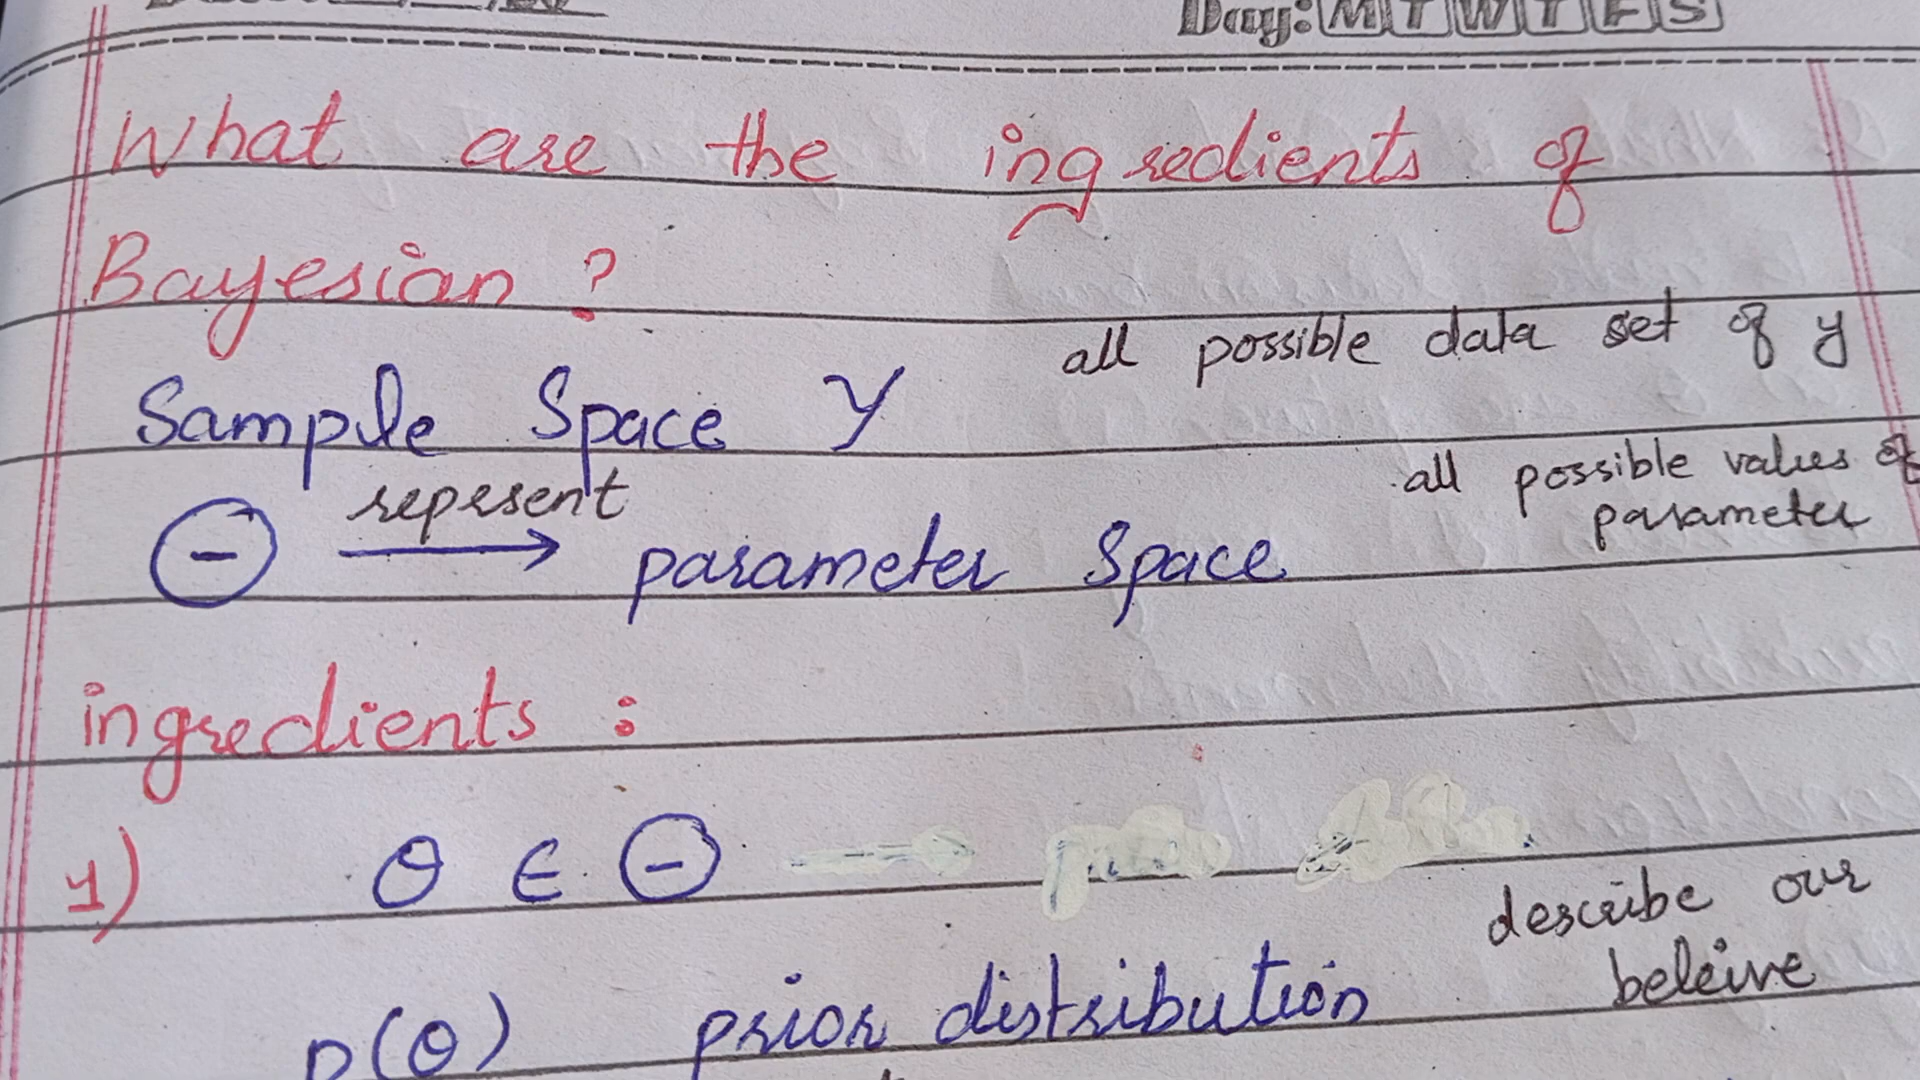 Day: M T W T F S
What are the ingredients of
Bayesian ?
all possible data set of y
Sample Space Y
all possible values of
parameter
represent
Θ → parameter Space
ingredients :
1) θ ∈ Θ
describe our
beleive
p(θ) prior distribution